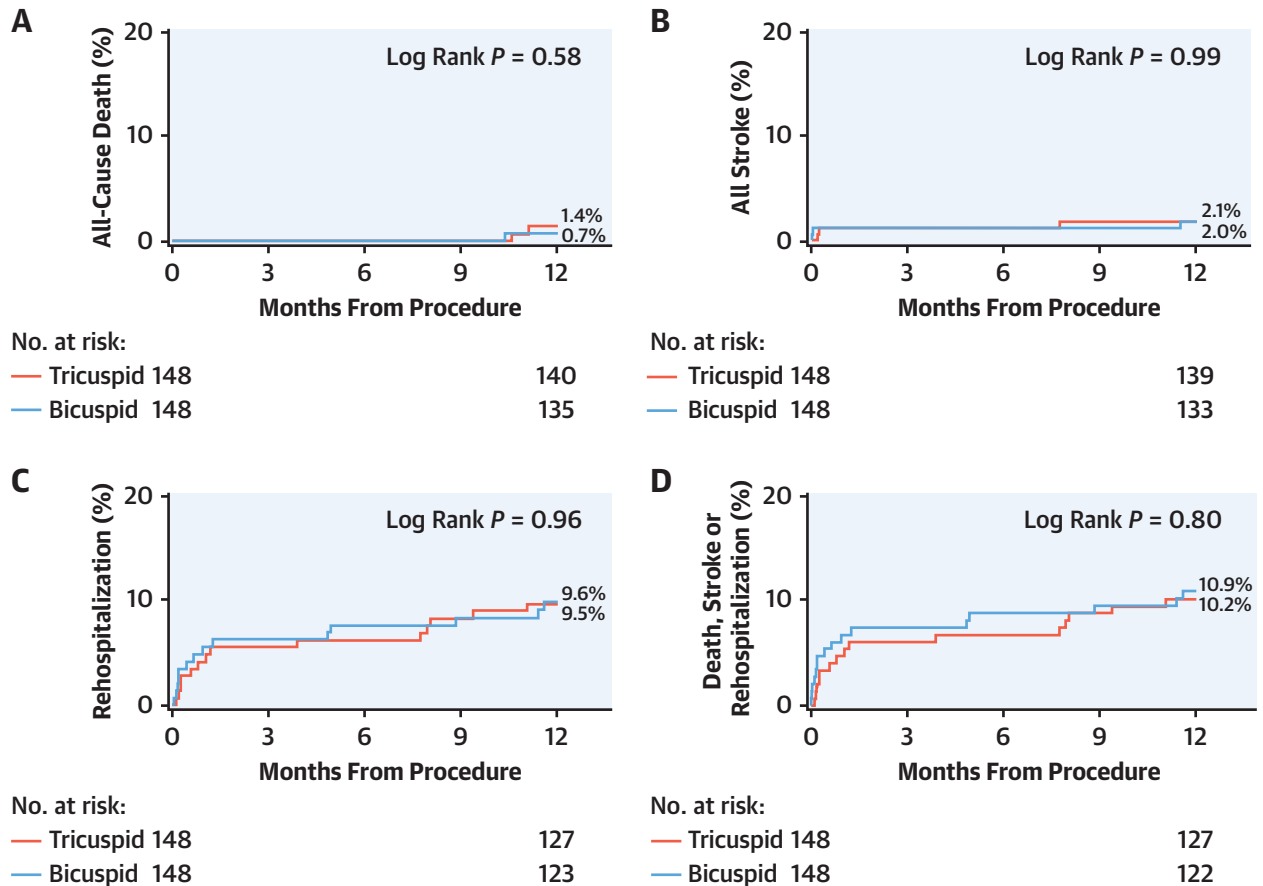 A
All-Cause Death (%)
20
10
0
Log Rank P = 0.58
1.4%
0.7%
0 3 6 9 12
Months From Procedure
No. at risk:
Tricuspid 148 140
Bicuspid 148 135
B
All Stroke (%)
20
10
0
Log Rank P = 0.99
2.1%
2.0%
0 3 6 9 12
Months From Procedure
No. at risk:
Tricuspid 148 139
Bicuspid 148 133
C
Rehospitalization (%)
20
10
0
Log Rank P = 0.96
9.6%
9.5%
0 3 6 9 12
Months From Procedure
No. at risk:
Tricuspid 148 127
Bicuspid 148 123
D
Death, Stroke or
Rehospitalization (%)
20
10
0
Log Rank P = 0.80
10.9%
10.2%
0 3 6 9 12
Months From Procedure
No. at risk:
Tricuspid 148 127
Bicuspid 148 122